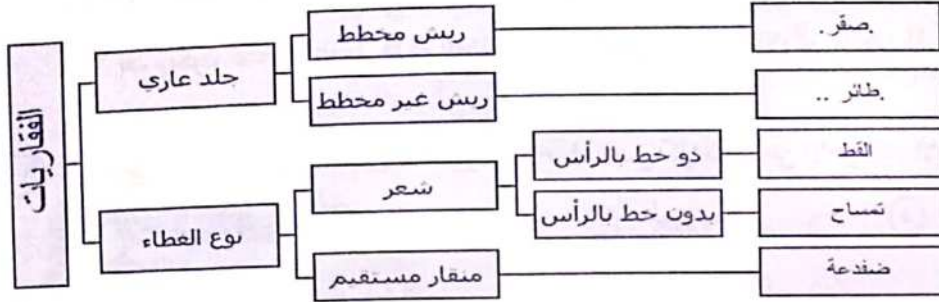 الفقاريات
جلد عاري
ريش مخطط
صقر.
ريش غير مخطط
طائر ..
نوع الغطاء
شعر
ذو خط بالرأس
القط
بدون خط بالرأس
تمساح
منقار مستقيم
ضفدعة